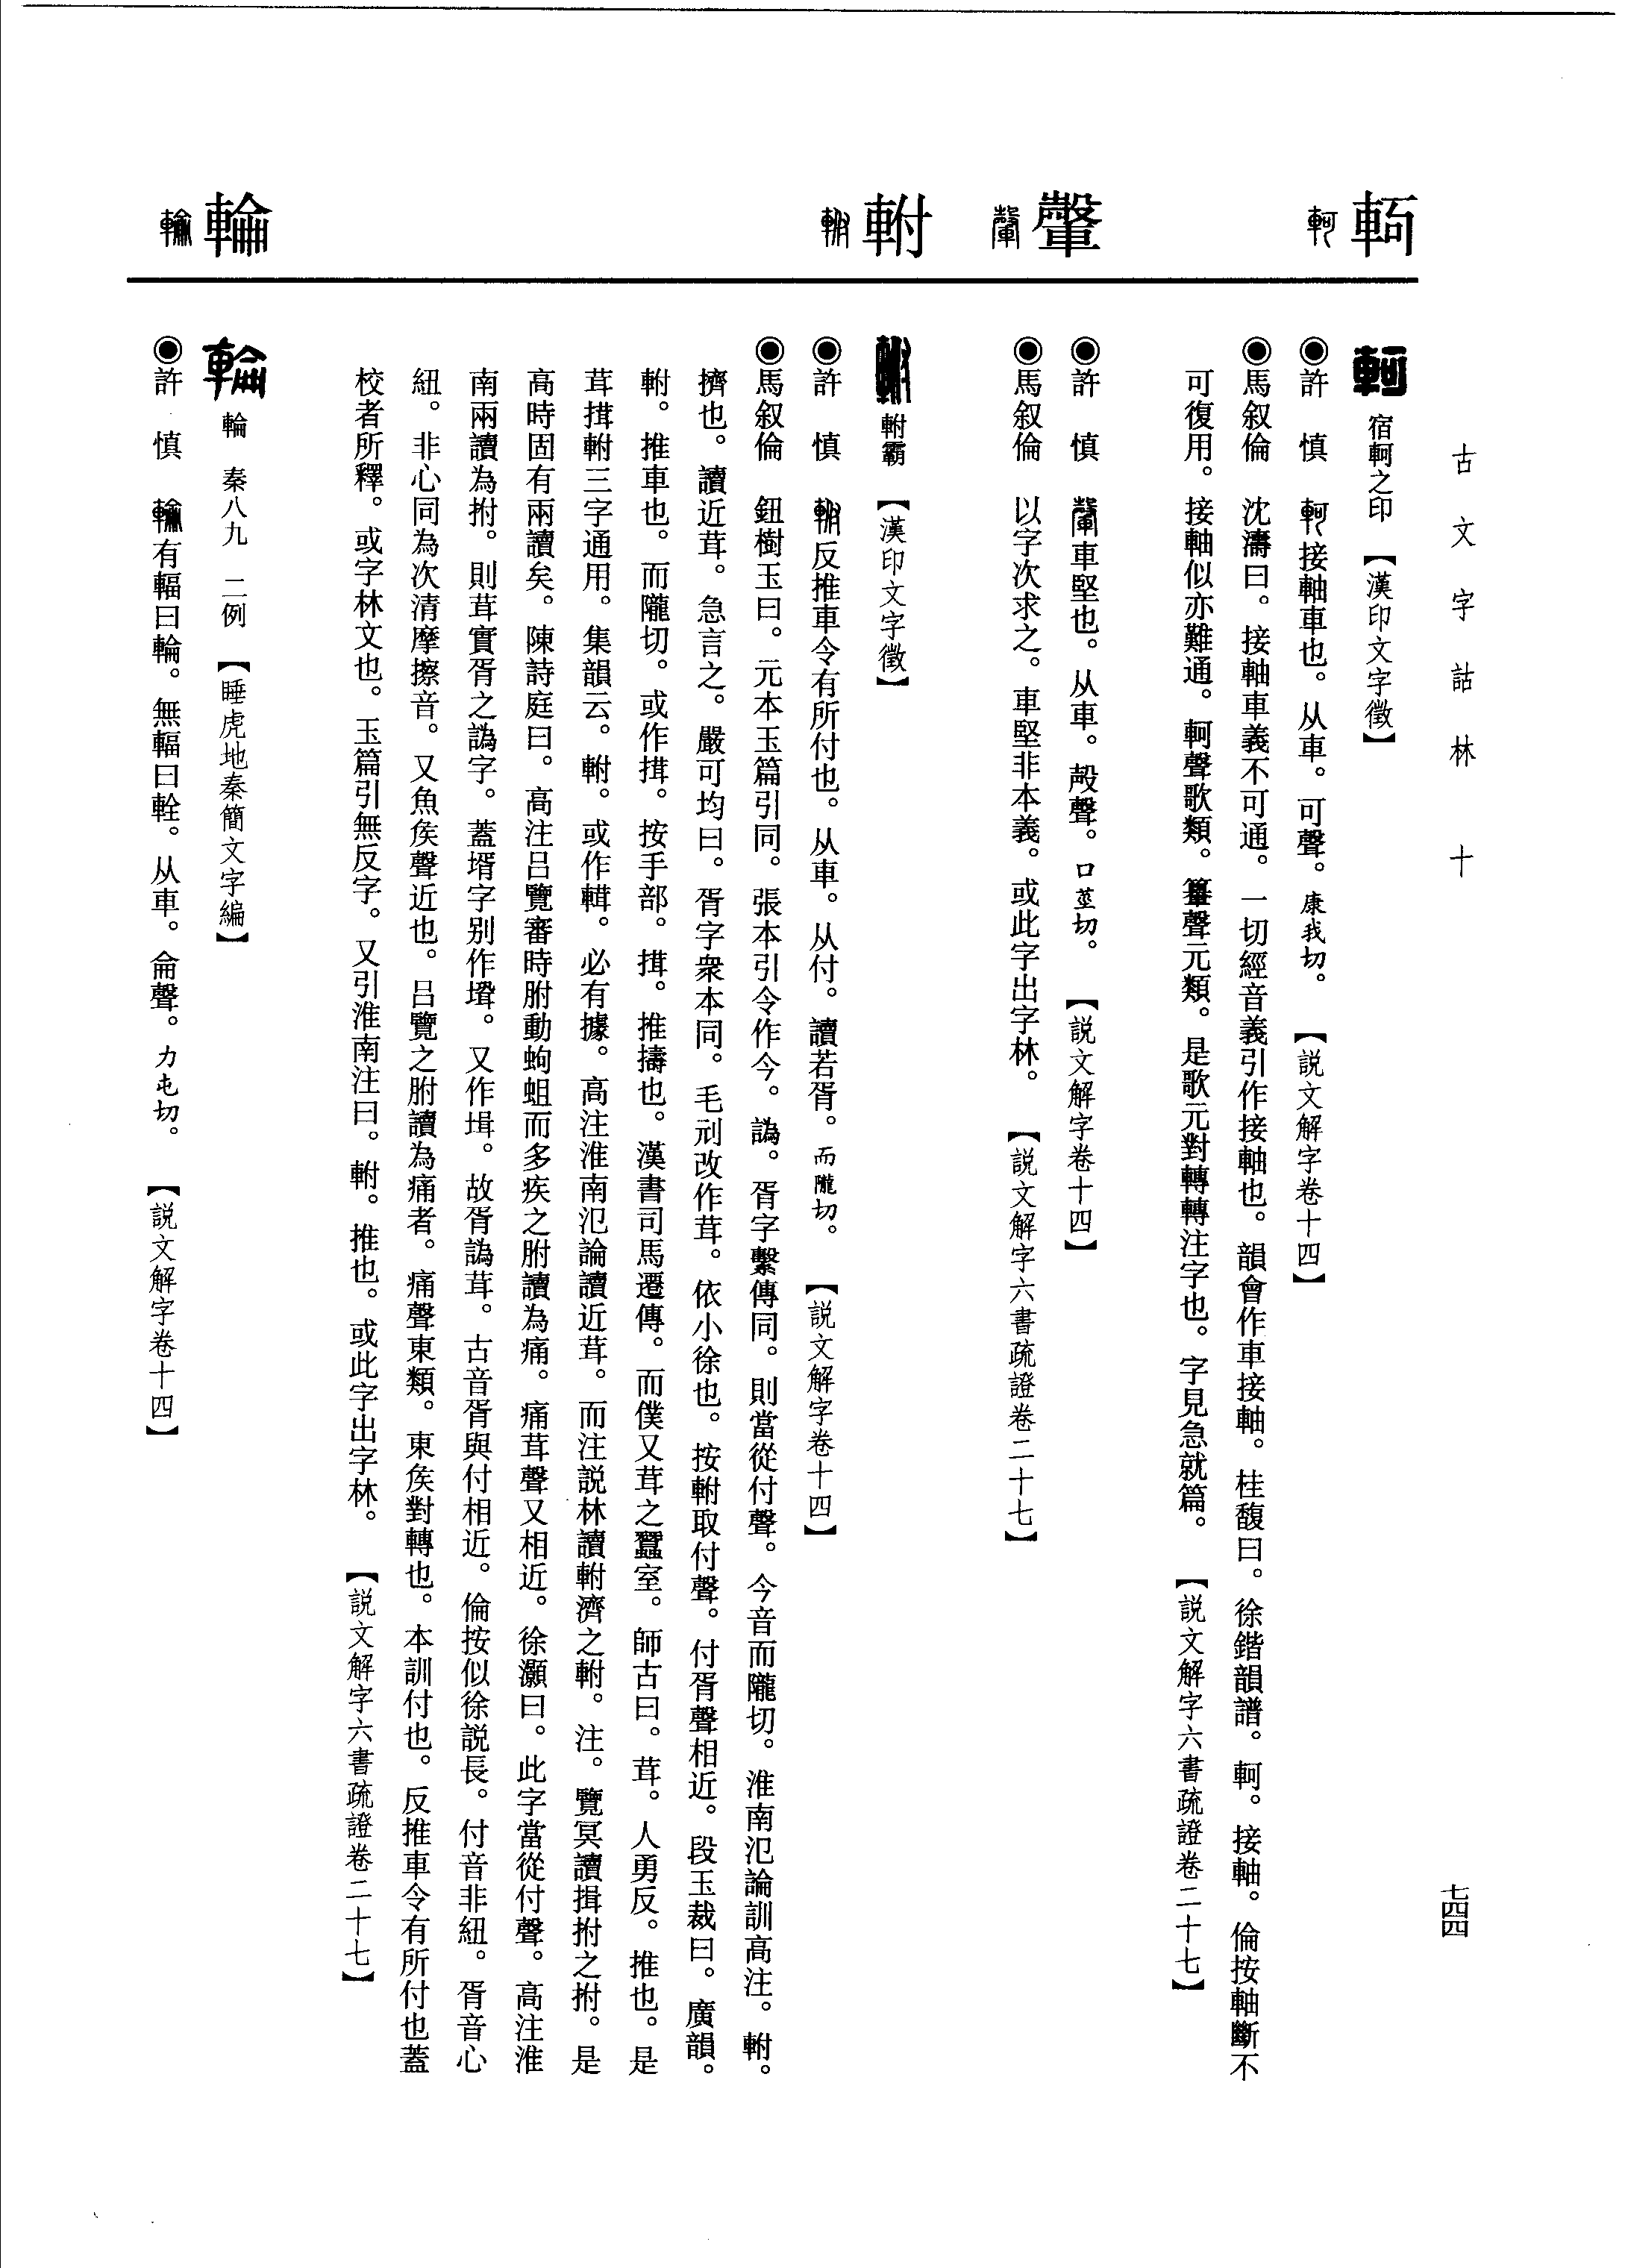 古文字詁林 十
七四四
軻
宿軻之印 【漢印文字徵】
◉許 慎 軻接軸車也。从車。可聲。康我切。 【説文解字卷十四】
◉馬叙倫 沈濤曰。接軸車義不可通。一切經音義引作接軸也。韻會作車接軸。桂馥曰。徐鍇韻譜。軻。接軸。倫按軸斷不
可復用。接軸似亦難通。軻聲歌類。聲元類。是歌元對轉轉注字也。字見急就篇。 【説文解字六書疏證卷二十七】
◉許 慎 車堅也。从車。殸聲。口莖切。 【説文解字卷十四】
◉馬叙倫 以字次求之。車堅非本義。或此字出字林。 【説文解字六書疏證卷二十七】
軵
軵霸 【漢印文字徵】
◉許 慎 軵反推車令有所付也。从車。从付。讀若胥。而隴切。 【説文解字卷十四】
◉馬叙倫 鈕樹玉曰。元本玉篇引同。張本引令作今。譌。胥字繫傳同。則當從付聲。今音而隴切。淮南氾論訓高注。軵。
擠也。讀近茸。急言之。嚴可均曰。胥字衆本同。毛刓改作茸。依小徐也。按軵取付聲。付胥聲相近。段玉裁曰。廣韻。
軵。推車也。而隴切。或作搑。按手部。搑。推擣也。漢書司馬遷傳。而僕又茸之蠶室。師古曰。茸。人勇反。推也。是
茸搑軵三字通用。集韻云。軵。或作輯。必有據。高注淮南氾論讀近茸。而注説林讀軵濟之軵。注。覽冥讀揖拊之拊。是
高時固有兩讀矣。陳詩庭曰。高注呂覽審時胕動蚼蛆而多疾之胕讀為痛。痛茸聲又相近。徐灝曰。此字當從付聲。高注淮
南兩讀為拊。則茸實胥之譌字。蓋壻字別作壻。又作塓。故胥譌茸。古音胥與付相近。倫按似徐説長。付音非紐。胥音心
紐。非心同為次清摩擦音。又魚矦聲近也。呂覽之胕讀為痛者。痛聲東類。東矦對轉也。本訓付也。反推車令有所付也蓋
校者所釋。或字林文也。玉篇引無反字。又引淮南注曰。軵。推也。或此字出字林。 【説文解字六書疏證卷二十七】
輪
輪 秦八九 二例 【睡虎地秦簡文字編】
◉許 慎 輪有輻曰輪。無輻曰輇。从車。侖聲。力屯切。 【説文解字卷十四】